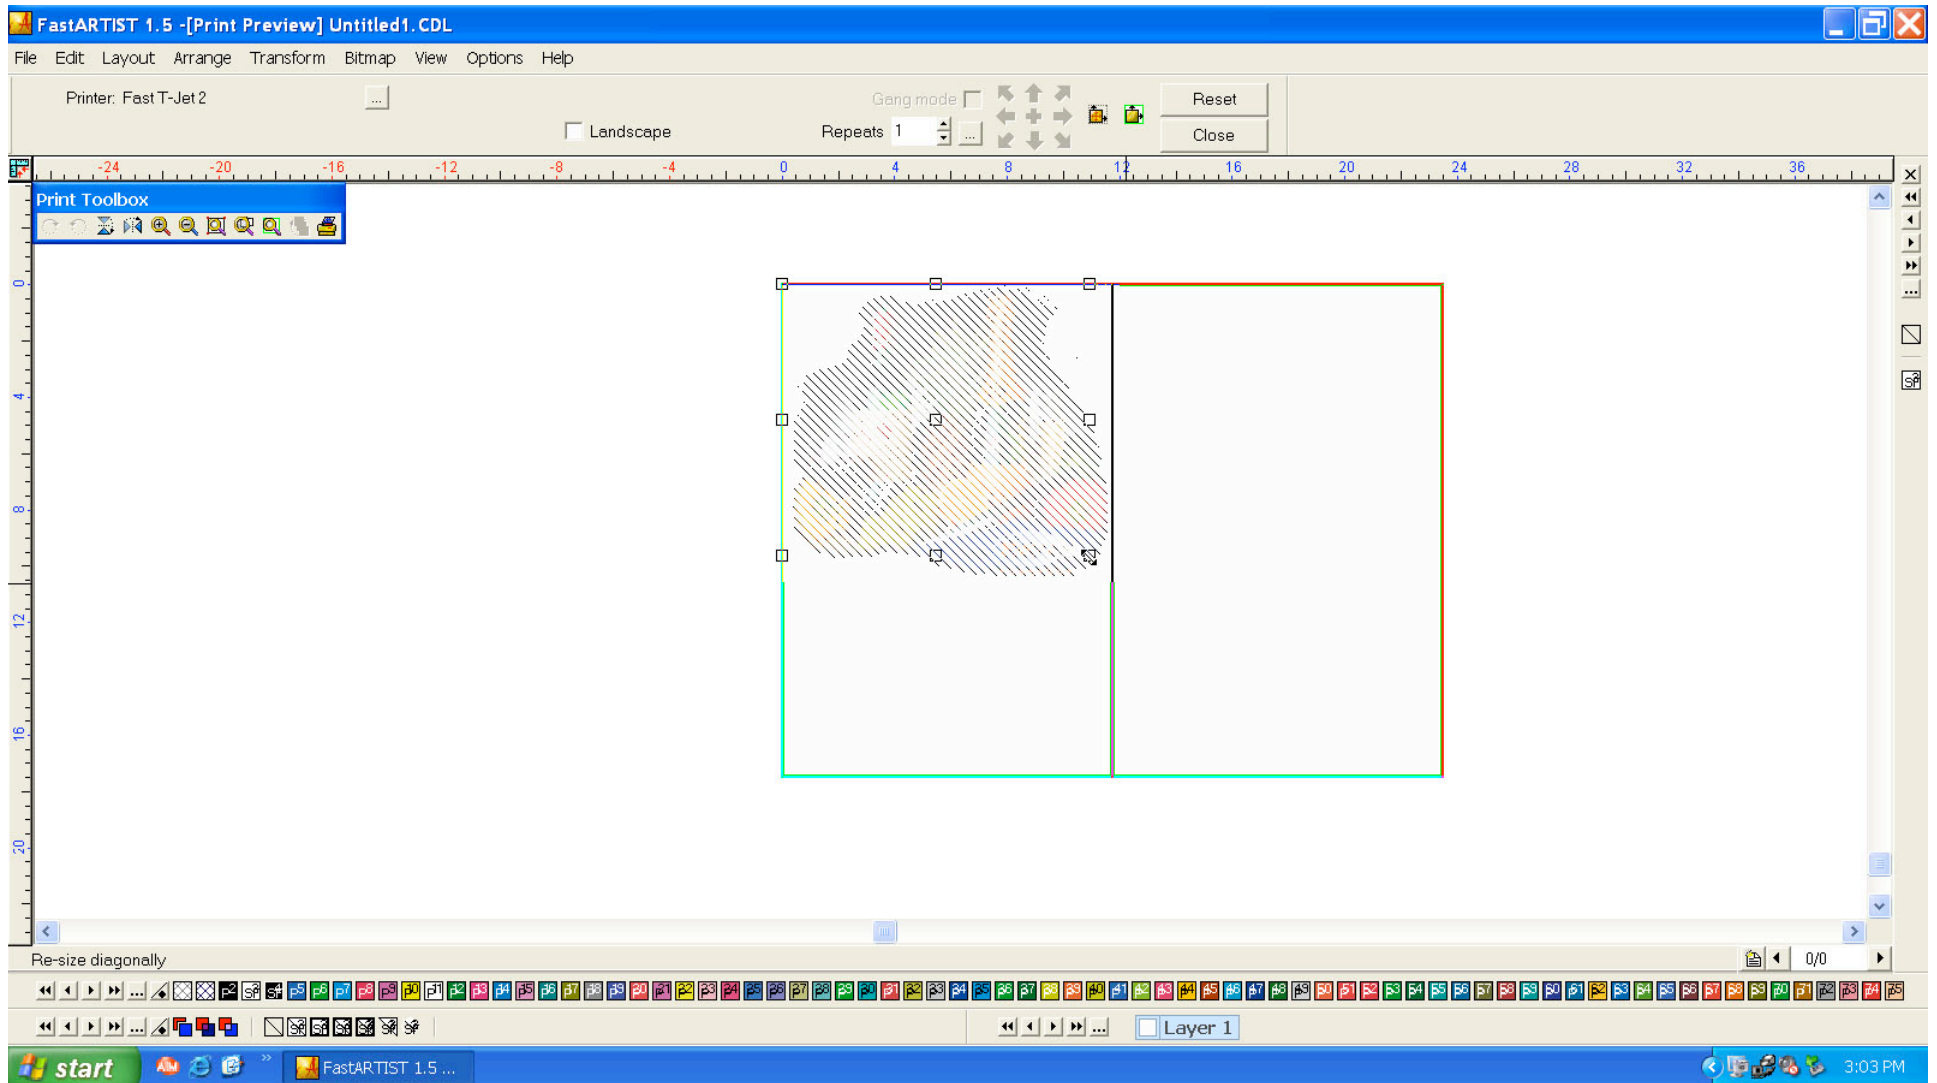 FastARTIST 1.5 -[Print Preview] Untitled1.CDL
File Edit Layout Arrange Transform Bitmap View Options Help
Printer: Fast T-Jet 2
...
Gang mode
Reset
Landscape
Repeats 1
...
Close
-24 -20 -16 -12 -8 -4 0 4 8 12 16 20 24 28 32 36
Print Toolbox
0
4
8
12
16
20
Re-size diagonally
0/0
Layer 1
start
FastARTIST 1.5 ...
3:03 PM